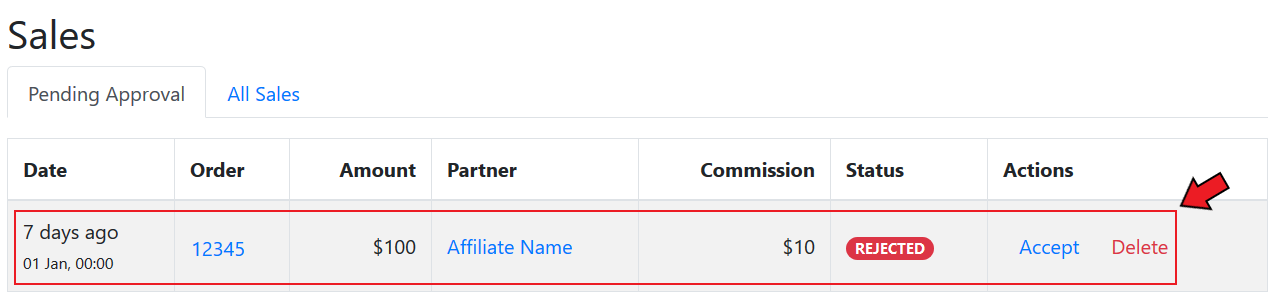 Sales
Pending Approval All Sales
Date Order Amount Partner Commission Status Actions
7 days ago 12345 $100 Affiliate Name $10 REJECTED Accept Delete
01 Jan, 00:00